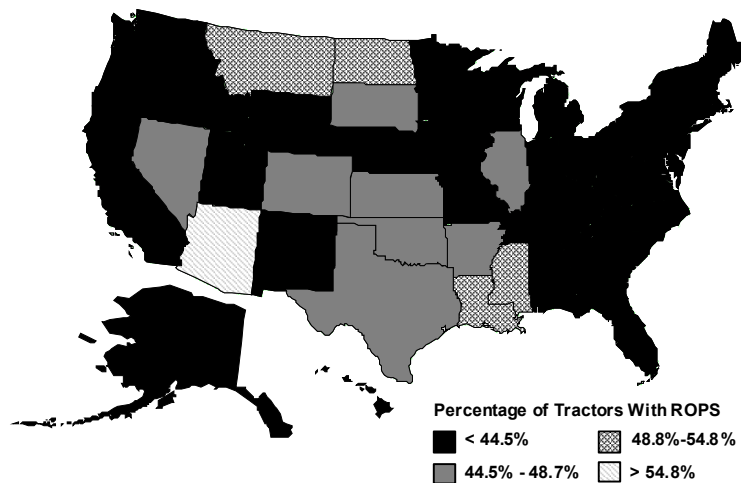 Percentage of Tractors With ROPS
< 44.5% 48.8%-54.8%
44.5% - 48.7% > 54.8%